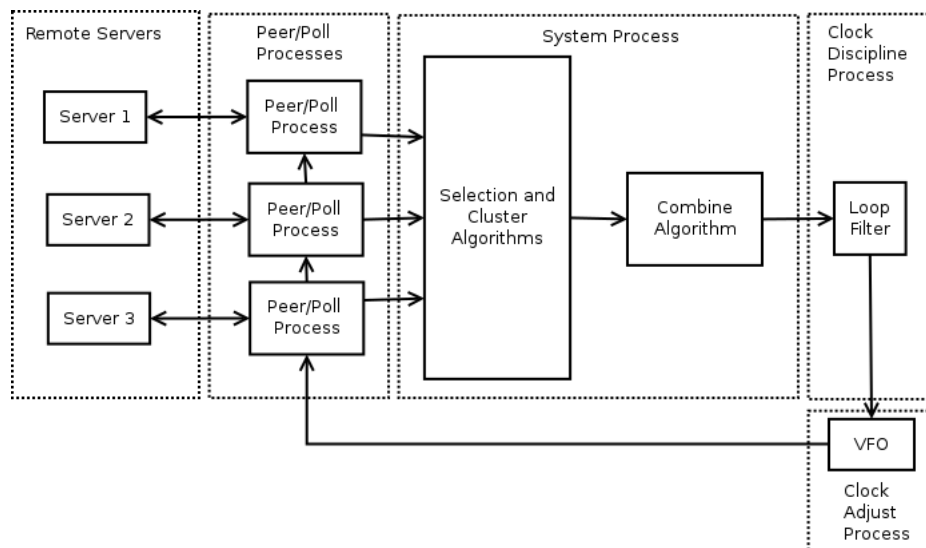 Remote Servers
Server 1
Server 2
Server 3
Peer/Poll
Processes
Peer/Poll
Process
Peer/Poll
Process
Peer/Poll
Process
System Process
Selection and
Cluster
Algorithms
Combine
Algorithm
Clock
Discipline
Process
Loop
Filter
VFO
Clock
Adjust
Process